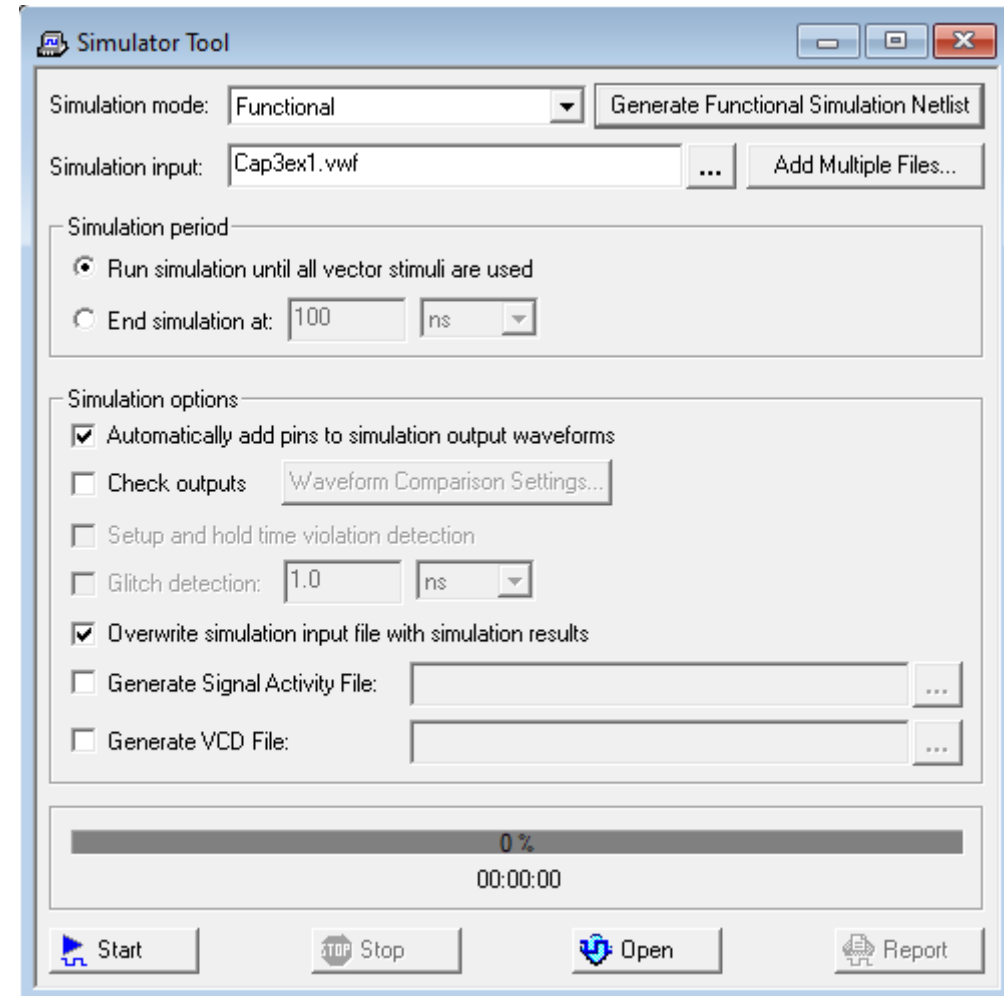 Simulator Tool
Simulation mode: Functional Generate Functional Simulation Netlist
Simulation input: Cap3ex1.vwf ... Add Multiple Files...
Simulation period
Run simulation until all vector stimuli are used
End simulation at: 100 ns
Simulation options
Automatically add pins to simulation output waveforms
Check outputs Waveform Comparison Settings...
Setup and hold time violation detection
Glitch detection: 1.0 ns
Overwrite simulation input file with simulation results
Generate Signal Activity File: ...
Generate VCD File: ...
0 %
00:00:00
Start STOP Stop Open Report